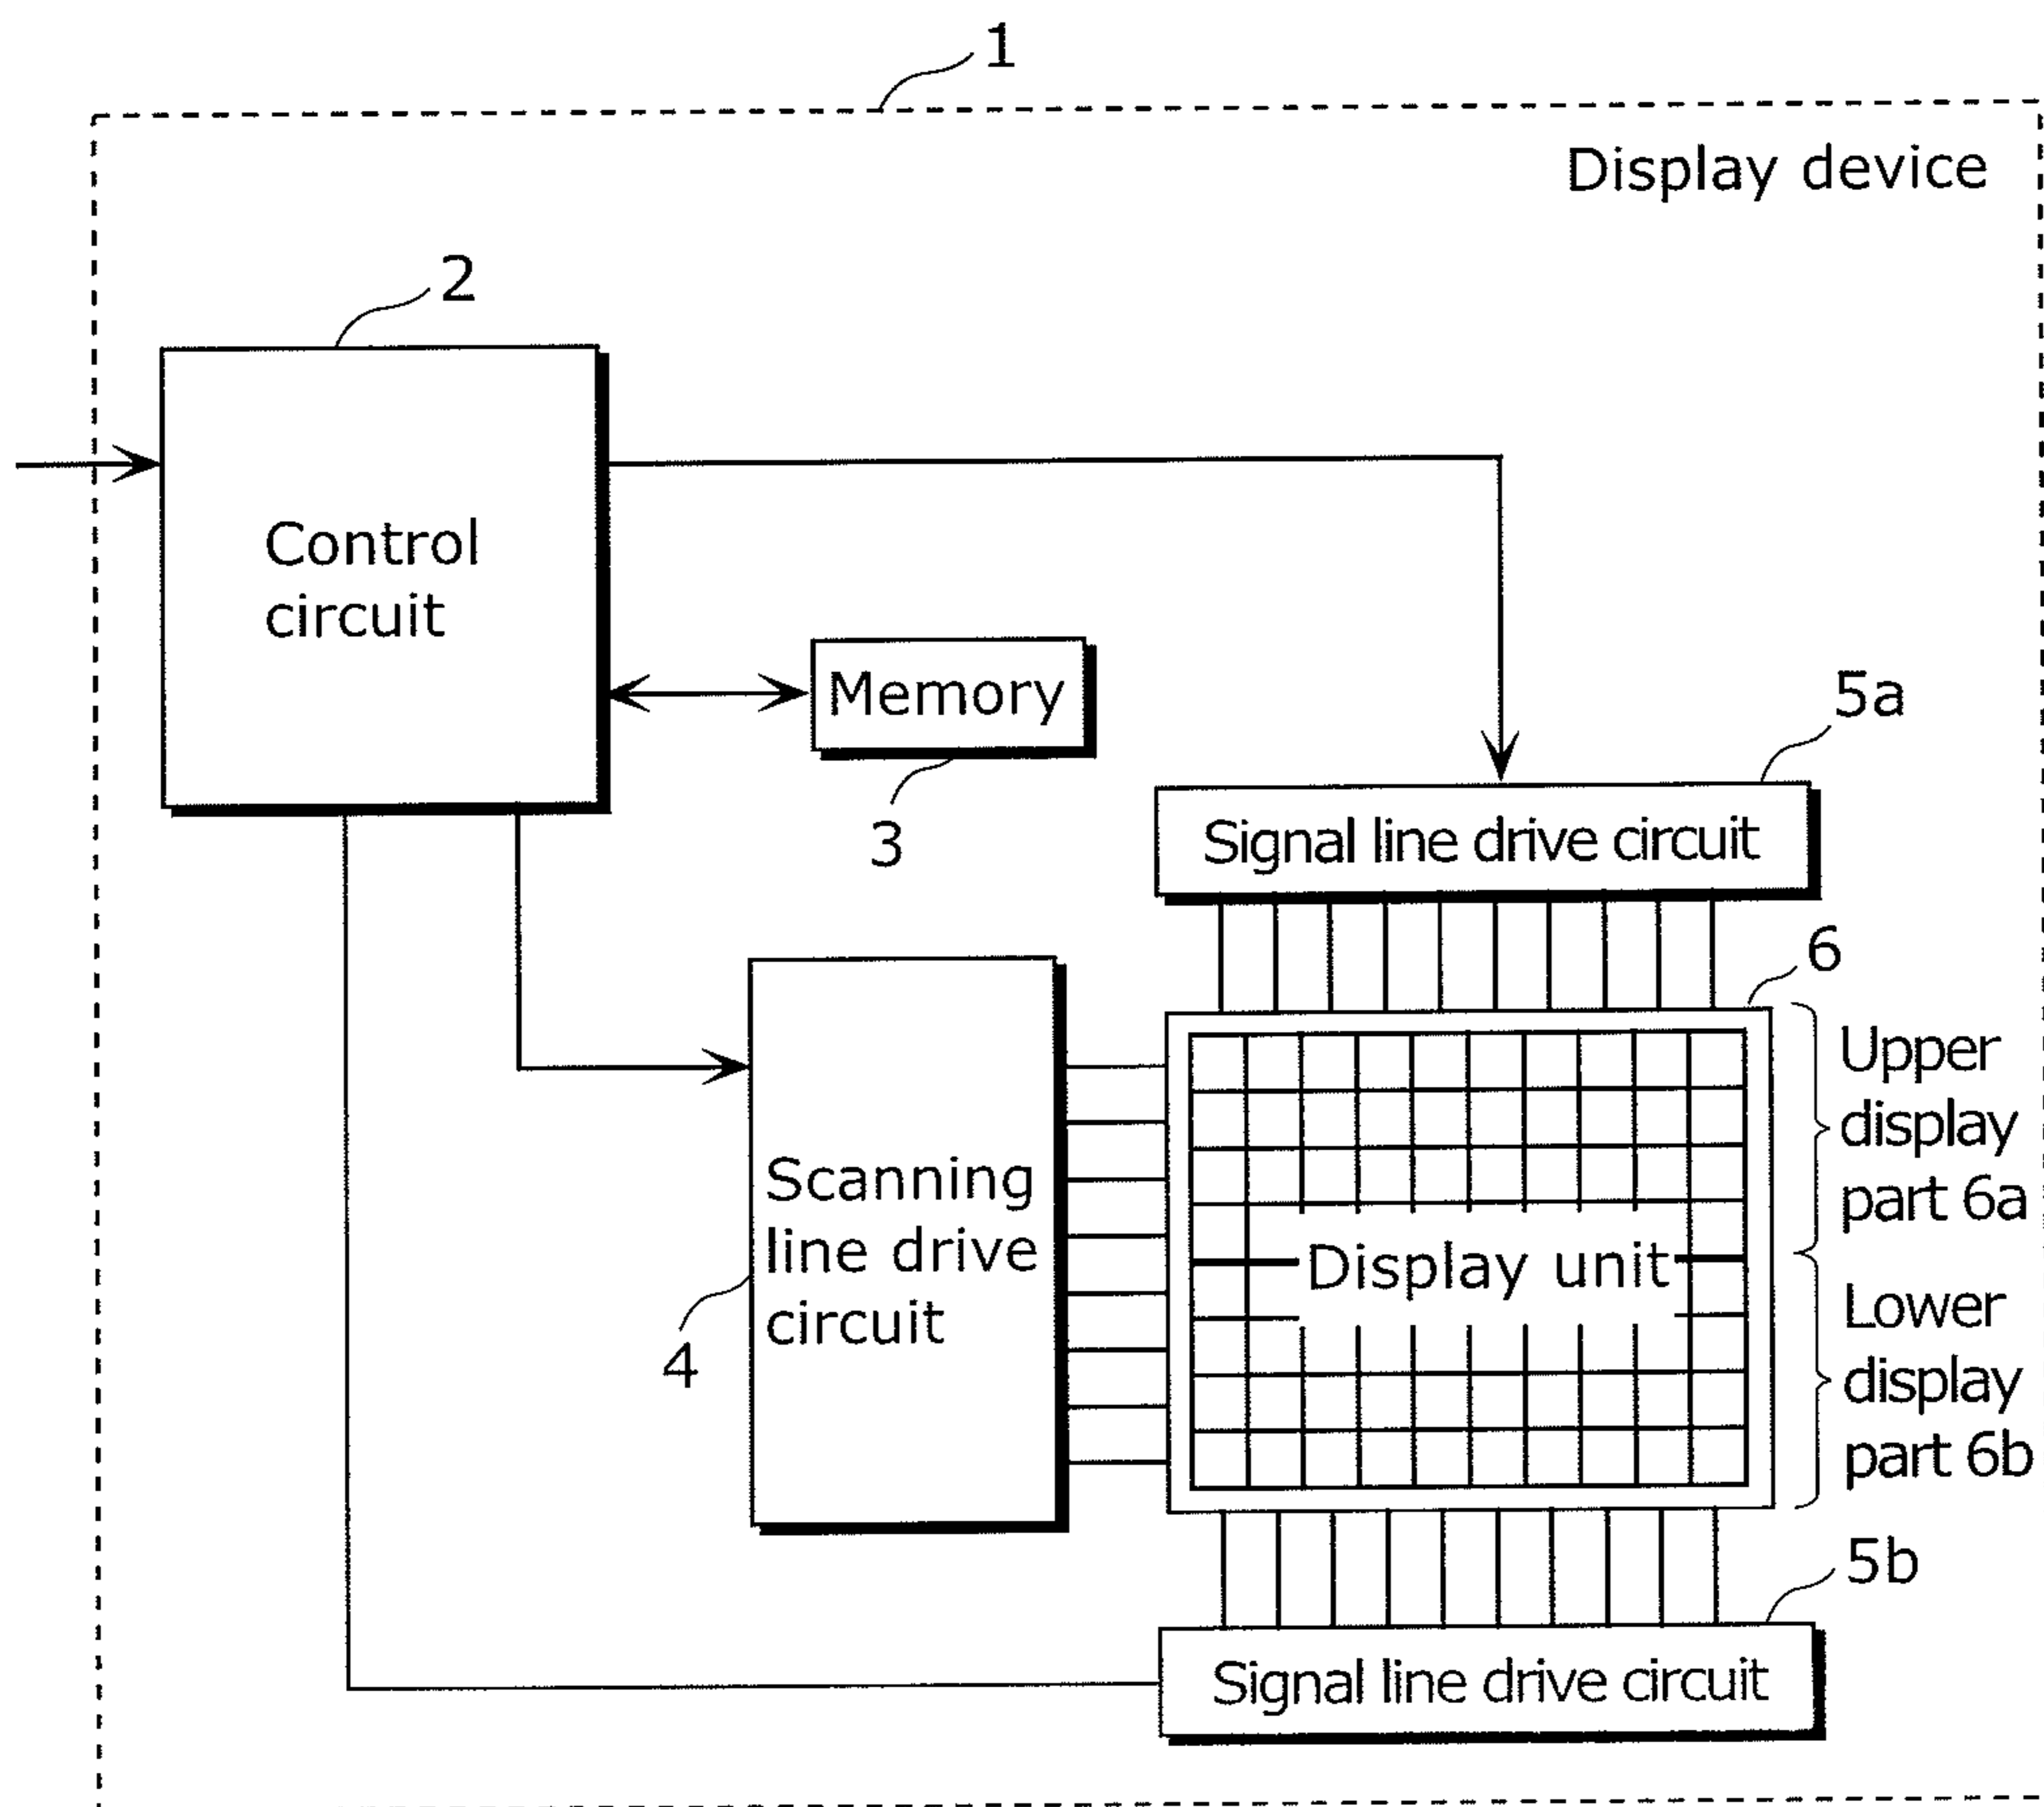 1
Display device
2
Control
circuit
Memory
3
5a
Signal line drive circuit
6
Upper
display
part 6a
Scanning
line drive
circuit
4
Display unit
Lower
display
part 6b
5b
Signal line drive circuit